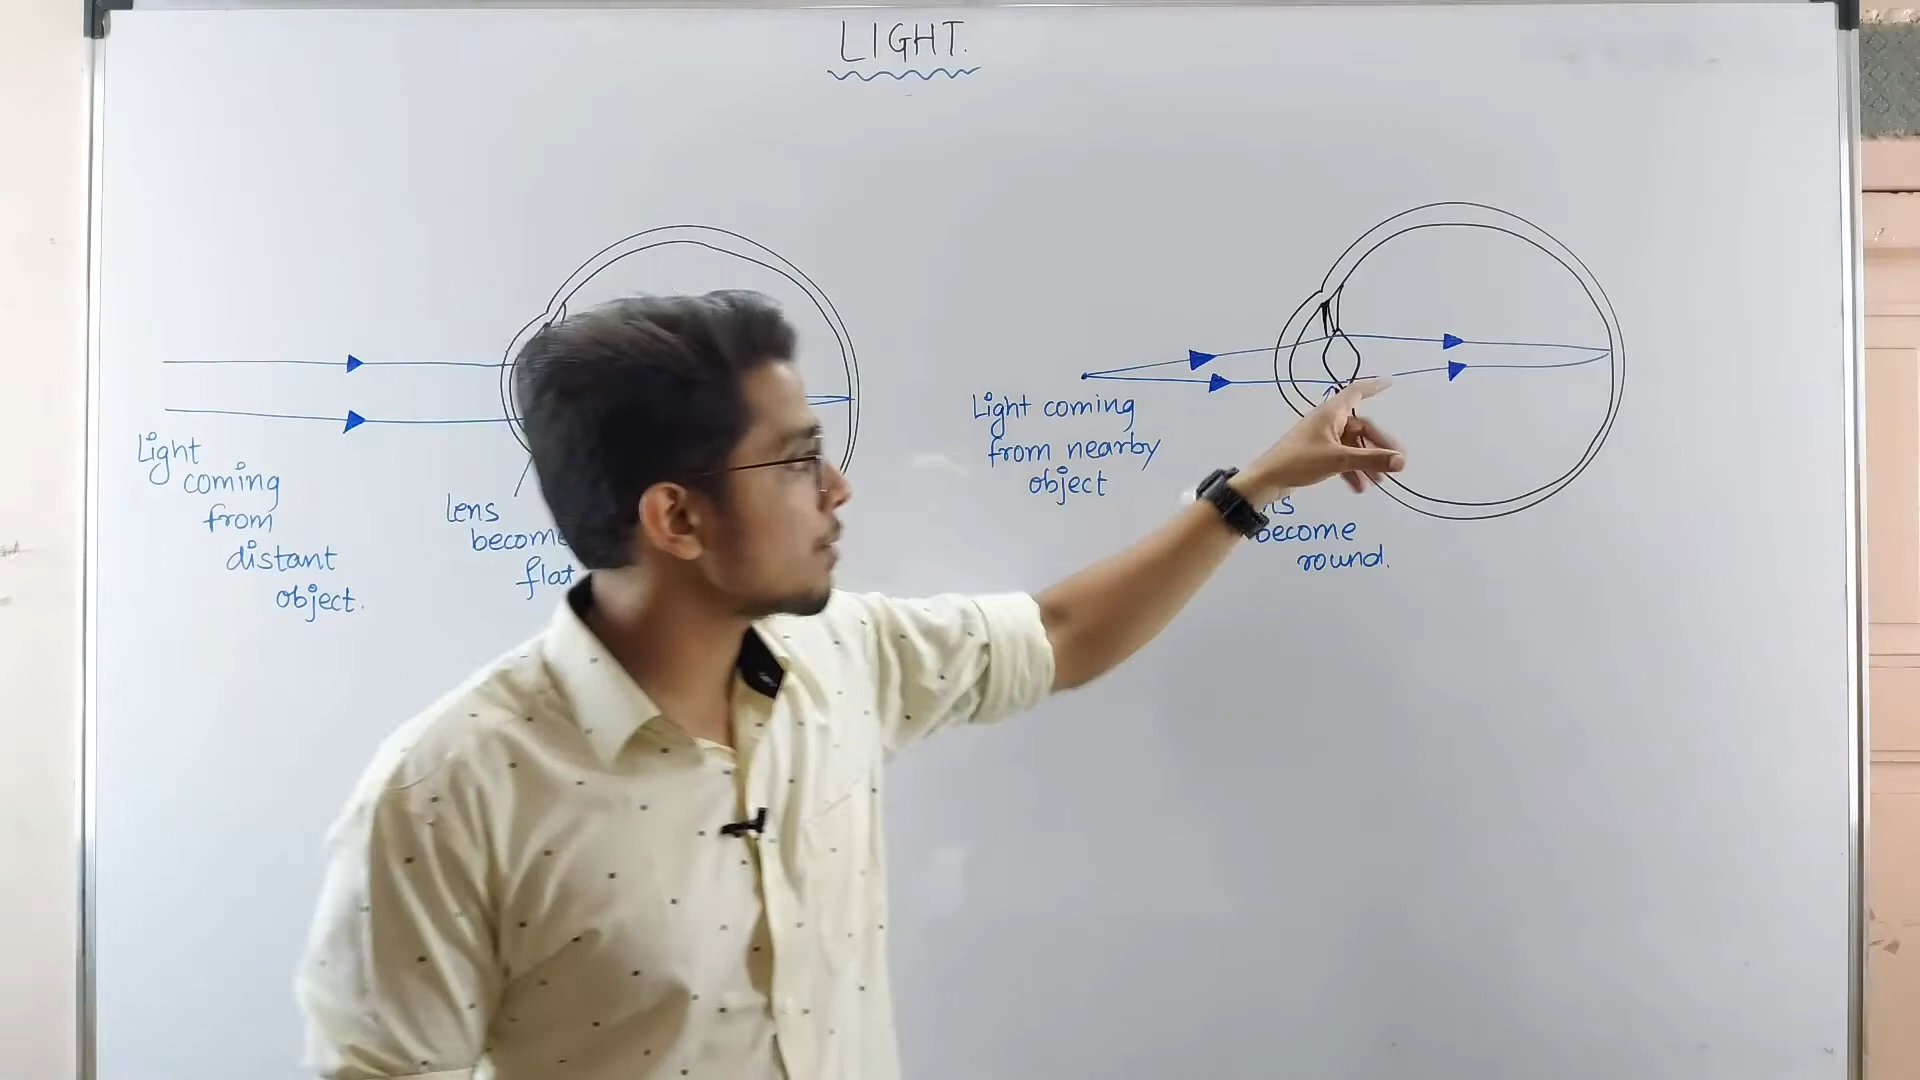 LIGHT.
Light
coming
from
distant
object.
lens
become
flat
Light coming
from nearby
object
become
round.